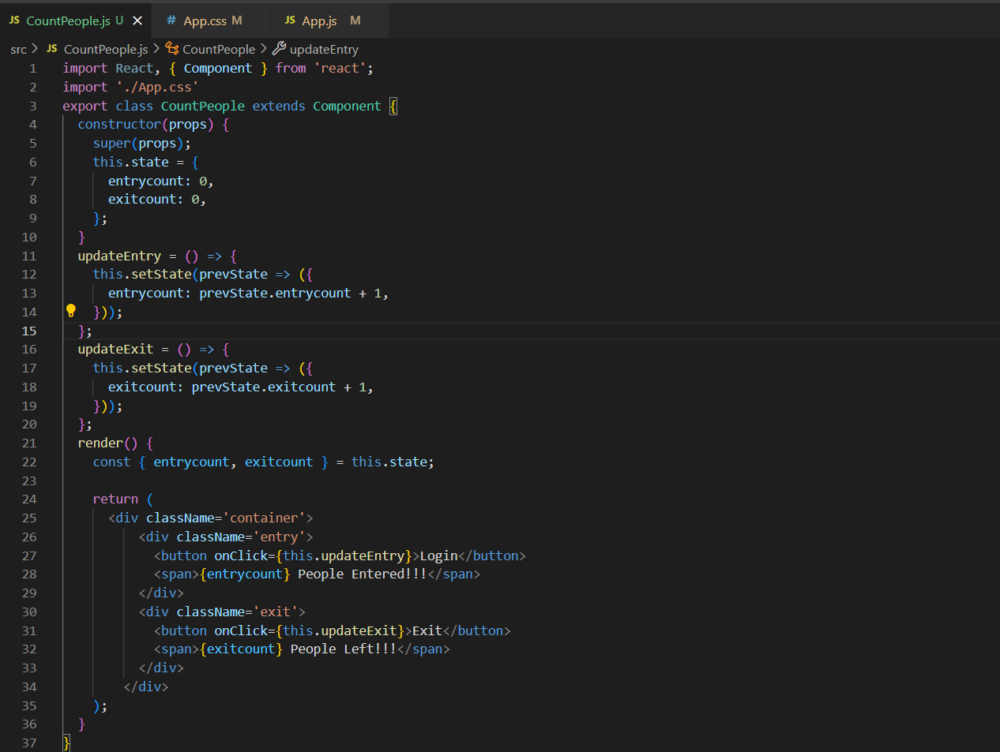 JS CountPeople.js U × # App.css M JS App.js M
src > JS CountPeople.js > CountPeople > updateEntry
1 import React, { Component } from 'react';
2 import './App.css'
3 export class CountPeople extends Component {
4 constructor(props) {
5 super(props);
6 this.state = {
7 entrycount: 0,
8 exitcount: 0,
9 };
10 }
11 updateEntry = () => {
12 this.setState(prevState => ({
13 entrycount: prevState.entrycount + 1,
14 }));
15 };
16 updateExit = () => {
17 this.setState(prevState => ({
18 exitcount: prevState.exitcount + 1,
19 }));
20 };
21 render() {
22 const { entrycount, exitcount } = this.state;
23
24 return (
25 <div className='container'>
26 <div className='entry'>
27 <button onClick={this.updateEntry}>Login</button>
28 <span>{entrycount} People Entered!!!</span>
29 </div>
30 <div className='exit'>
31 <button onClick={this.updateExit}>Exit</button>
32 <span>{exitcount} People Left!!!</span>
33 </div>
34 </div>
35 );
36 }
37 }